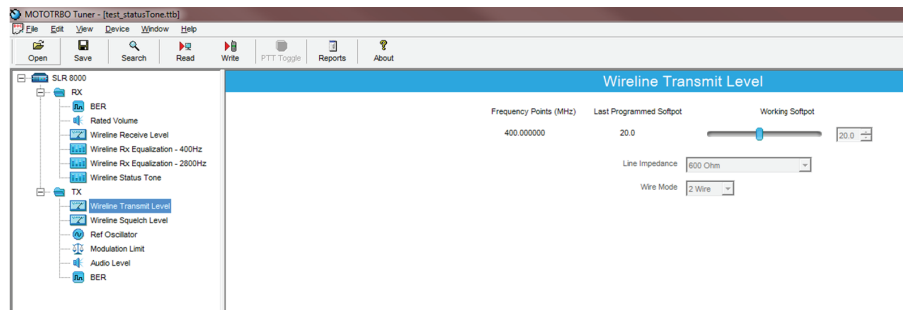 MOTOTRBO Tuner - [test_statusTone.ttb]
File Edit View Device Window Help
Open Save Search Read Write PTT Toggle Reports About
SLR 8000
RX
BER
Rated Volume
Wireline Receive Level
Wireline Rx Equalization - 400Hz
Wireline Rx Equalization - 2800Hz
Wireline Status Tone
TX
Wireline Transmit Level
Wireline Squelch Level
Ref Oscillator
Modulation Limit
Audio Level
BER
Wireline Transmit Level
Frequency Points (MHz) Last Programmed Softpot Working Softpot
400.000000 20.0 20.0
Line Impedance 600 Ohm
Wire Mode 2 Wire